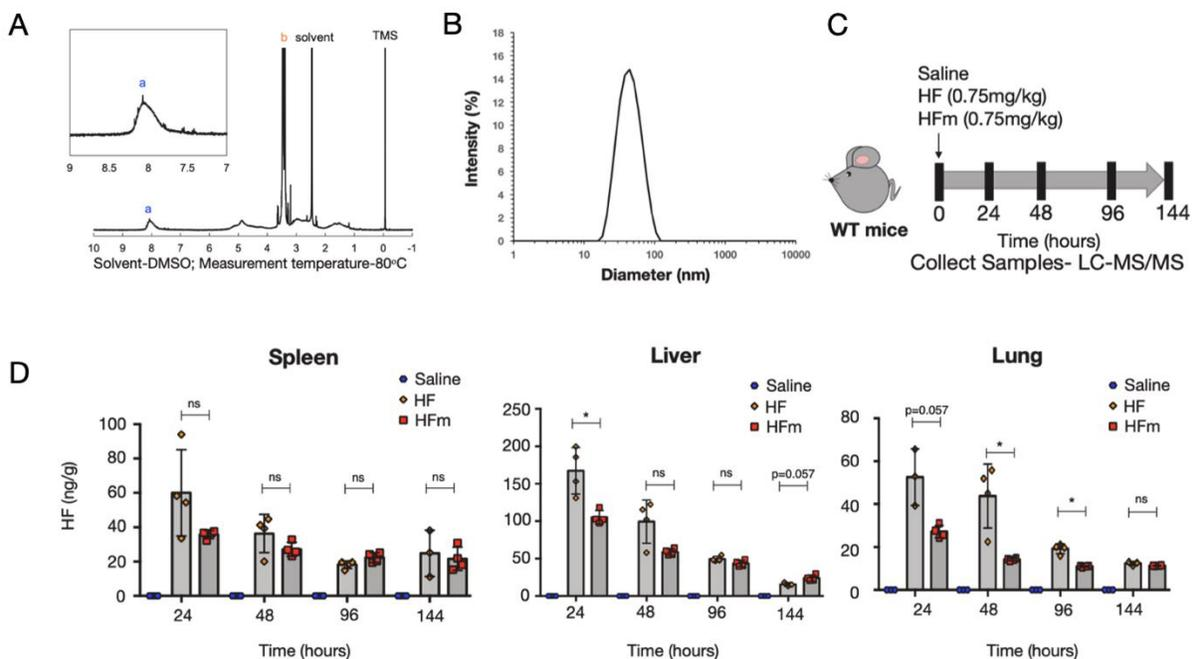 A
a
9 8.5 8 7.5 7
b solvent TMS
a
10 9 8 7 6 5 4 3 2 1 0 -1
Solvent-DMSO; Measurement temperature-80°C
B
Intensity (%)
18
16
14
12
10
8
6
4
2
0
1 10 100 1000 10000
Diameter (nm)
C
Saline
HF (0.75mg/kg)
HFm (0.75mg/kg)
WT mice
0 24 48 96 144
Time (hours)
Collect Samples- LC-MS/MS
D
Spleen
Saline
HF
HFm
HF (ng/g)
100
80
60
40
20
0
ns
ns
ns
ns
24 48 96 144
Time (hours)
Liver
Saline
HF
HFm
250
200
150
100
50
0
*
ns
ns
p=0.057
24 48 96 144
Time (hours)
Lung
Saline
HF
HFm
80
60
40
20
0
p=0.057
*
*
ns
24 48 96 144
Time (hours)